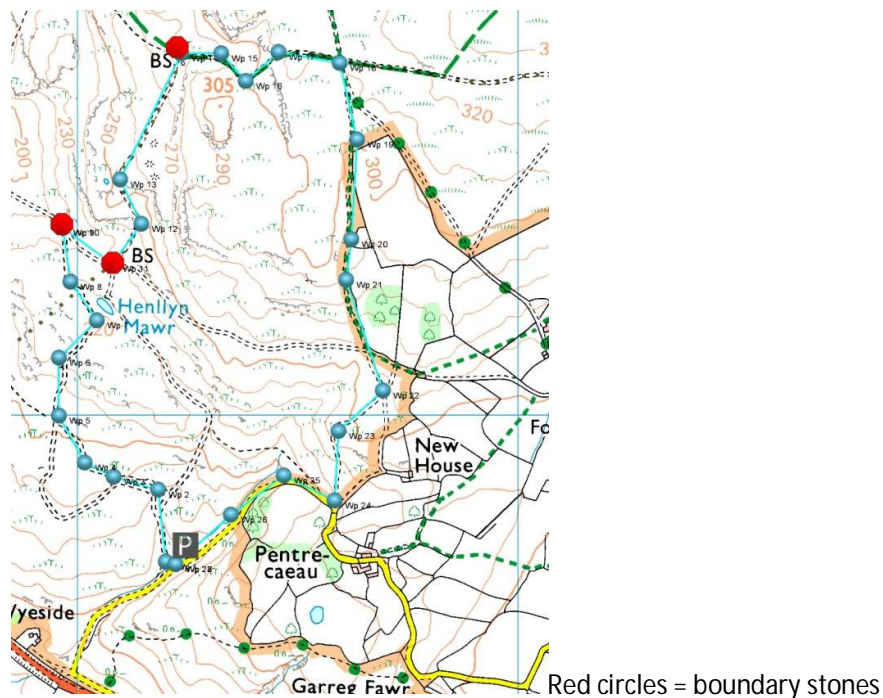 BS
Wp 15
Wp 17
Wp 18
Wp 16
305
320
230
250
270
290
200
300
Wp 19
Wp 13
Wp 12
Wp 20
BS
Wp 11
Wp 21
Wp 8
Henllyn
Mawr
Wp 6
Wp 5
Wp 22
Wp 23
New
House
Wp 2
Wp 25
Wp 24
Wp 26
P
Pentre-
caeau
Garreg Fawr
Red circles = boundary stones